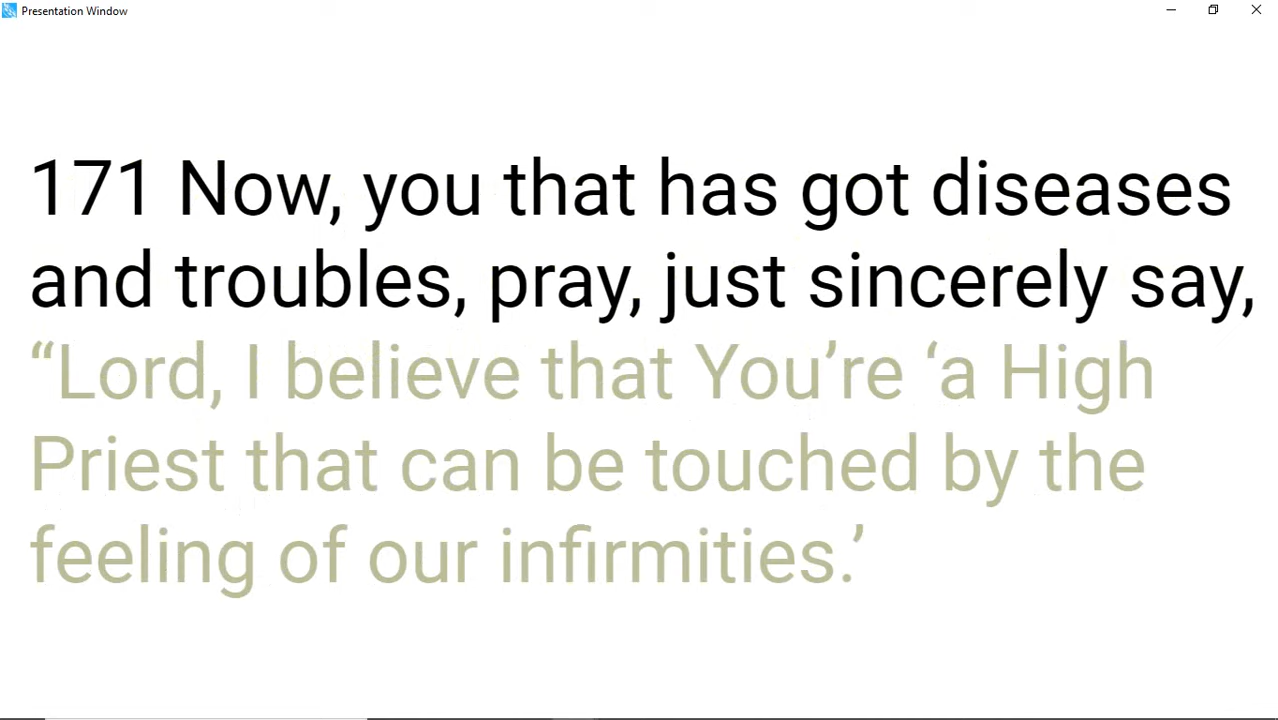 Presentation Window
171 Now, you that has got diseases
and troubles, pray, just sincerely say,
“Lord, I believe that You’re ‘a High
Priest that can be touched by the
feeling of our infirmities.’